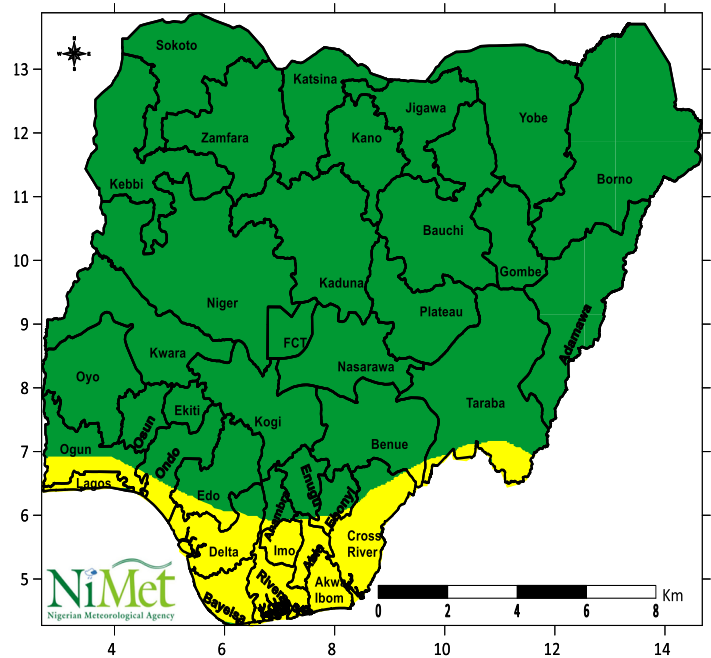 Sokoto
Katsina
13
Jigawa
Yobe
Zamfara
Kano
12
Kebbi
Borno
11
Bauchi
10
Gombe
Kaduna
Niger
Plateau
9
Adamawa
FCT
Kwara
Nasarawa
Oyo
8
Taraba
Ekiti
Kogi
Osun
Benue
7
Ogun
Ondo
Enugu
Lagos
Edo
Ebonyi
6
Anambra
Cross
River
Delta
Imo
Abia
5
Rivers
Akwa
Ibom
Bayelsa
NiMet
Nigerian Meteorological Agency
Km
0 2 4 6 8
4 6 8 10 12 14